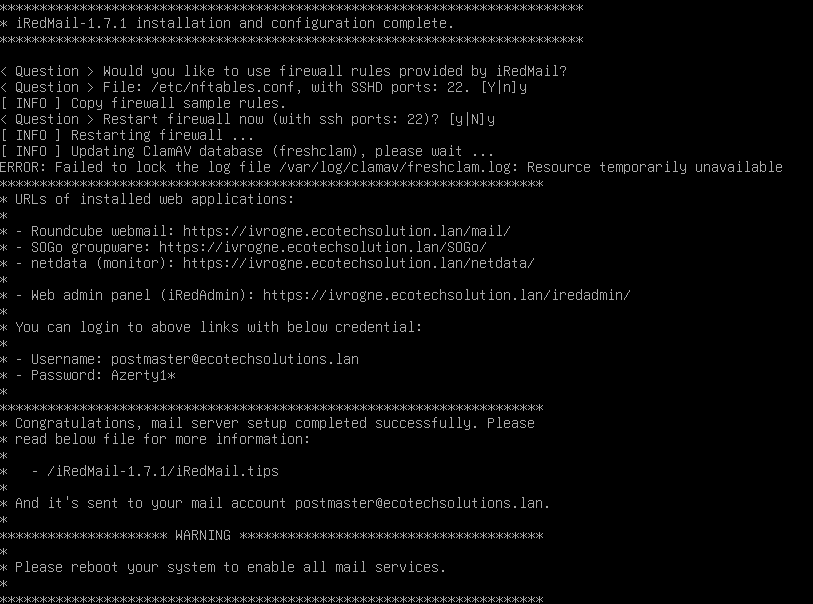 *************************************************************************
* iRedMail-1.7.1 installation and configuration complete.
*************************************************************************
< Question > Would you like to use firewall rules provided by iRedMail?
< Question > File: /etc/nftables.conf, with SSHD ports: 22. [Y|n]y
[ INFO ] Copy firewall sample rules.
< Question > Restart firewall now (with ssh ports: 22)? [y|N]y
[ INFO ] Restarting firewall ...
[ INFO ] Updating ClamAV database (freshclam), please wait ...
ERROR: Failed to lock the log file /var/log/clamav/freshclam.log: Resource temporarily unavailable
********************************************************************
* URLs of installed web applications:
*
* - Roundcube webmail: https://ivrogne.ecotechsolution.lan/mail/
* - SOGo groupware: https://ivrogne.ecotechsolution.lan/SOGo/
* - netdata (monitor): https://ivrogne.ecotechsolution.lan/netdata/
*
* - Web admin panel (iRedAdmin): https://ivrogne.ecotechsolution.lan/iredadmin/
*
* You can login to above links with below credential:
*
* - Username: postmaster@ecotechsolutions.lan
* - Password: Azerty1*
*
********************************************************************
* Congratulations, mail server setup completed successfully. Please
* read below file for more information:
*
*   - /iRedMail-1.7.1/iRedMail.tips
*
* And it's sent to your mail account postmaster@ecotechsolutions.lan.
*
********************* WARNING **************************************
*
* Please reboot your system to enable all mail services.
*
********************************************************************